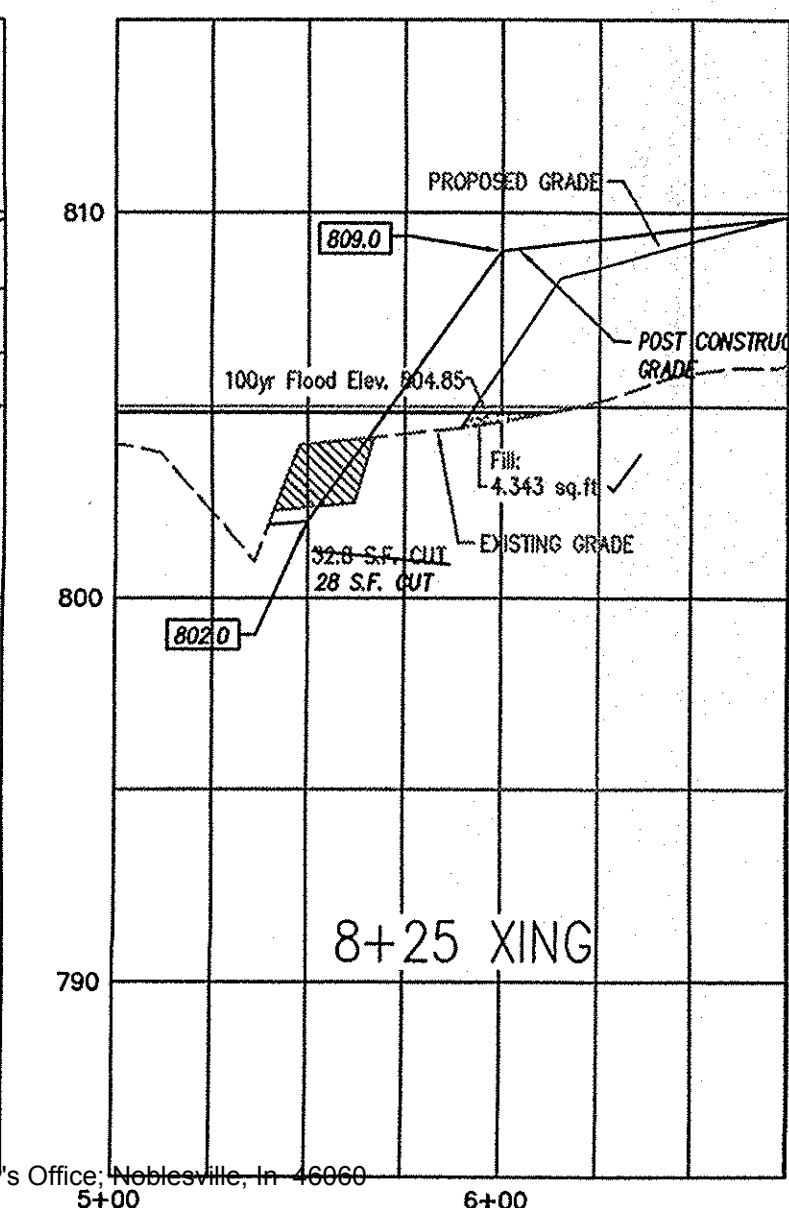 PROPOSED GRADE
810
809.0
POST CONSTRUC
GRADE
100yr Flood Elev. 804.85
Fill:
4.343 sq.ft
EXISTING GRADE
32.8 S.F. CUT
28 S.F. CUT
800
802.0
8+25 XING
790
's Office; Noblesville, In 46060
5+00 6+00